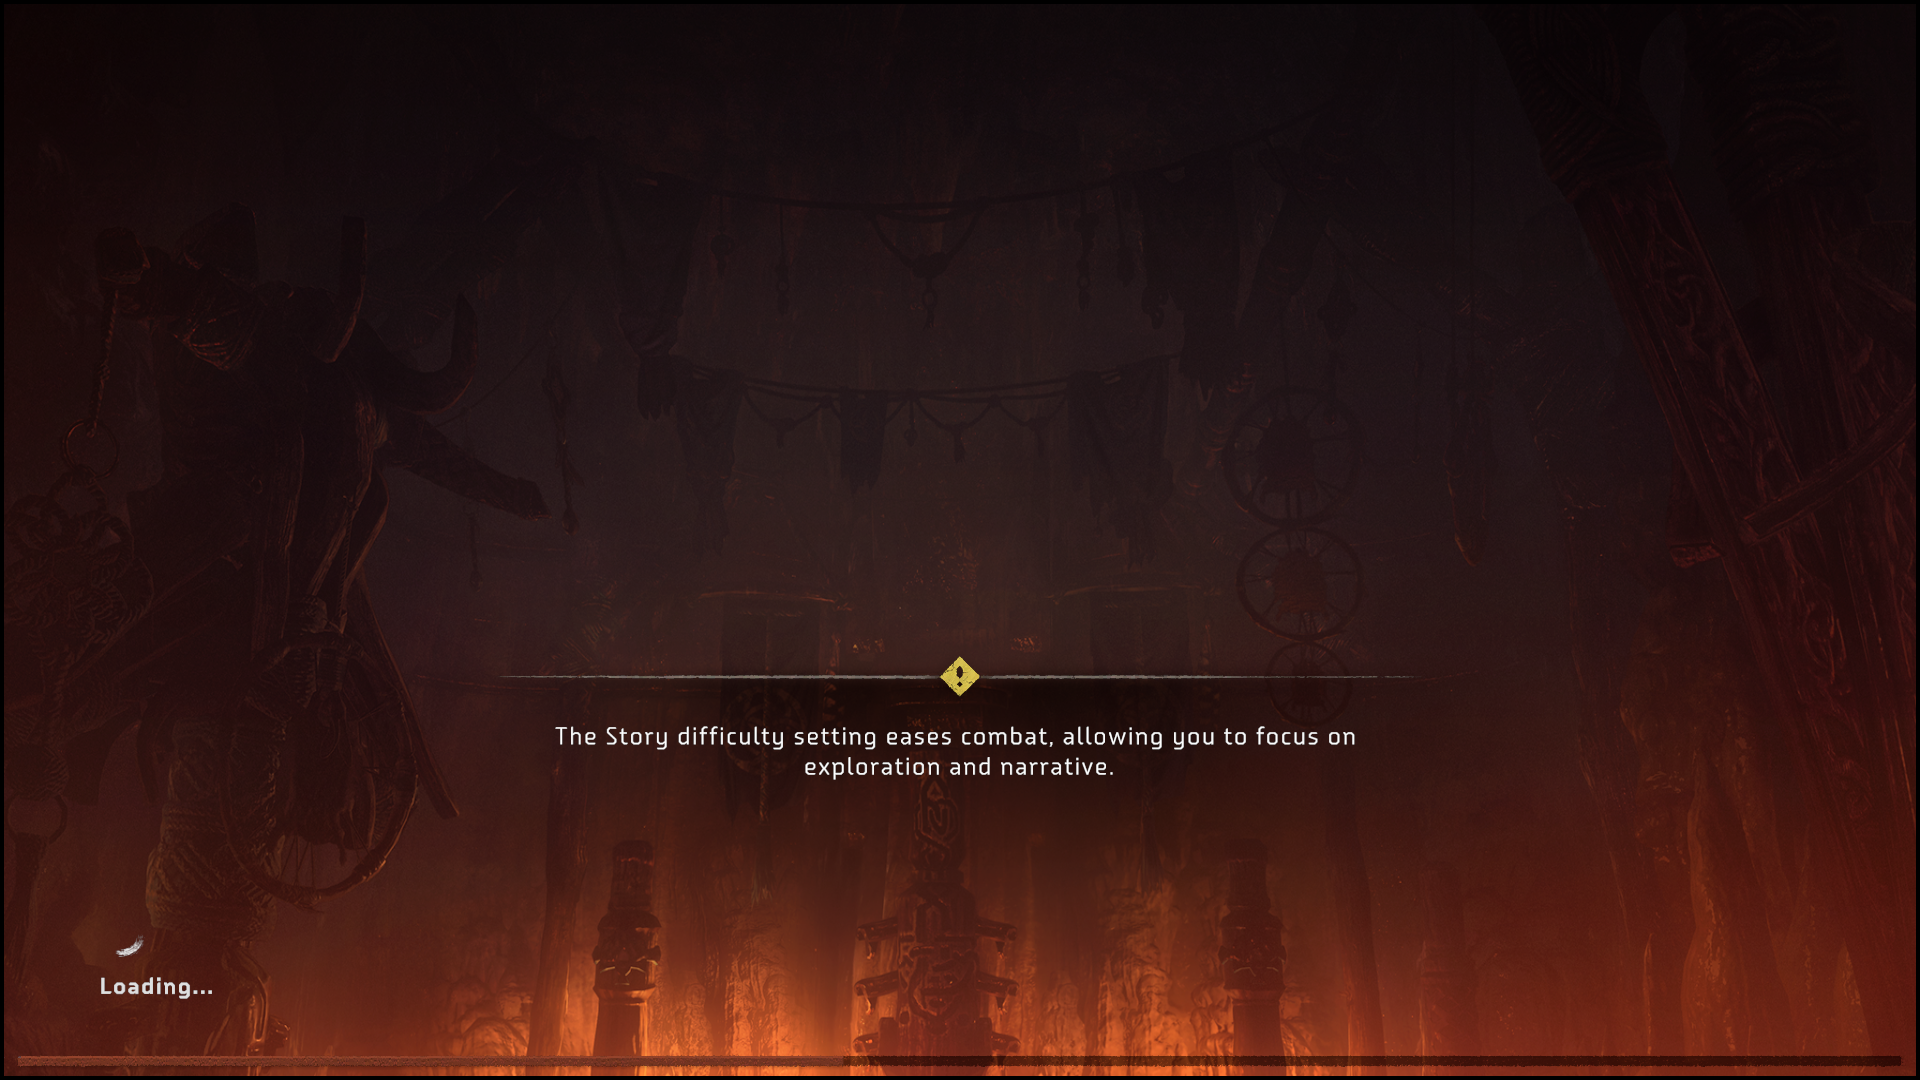 The Story difficulty setting eases combat, allowing you to focus on
exploration and narrative.
Loading...